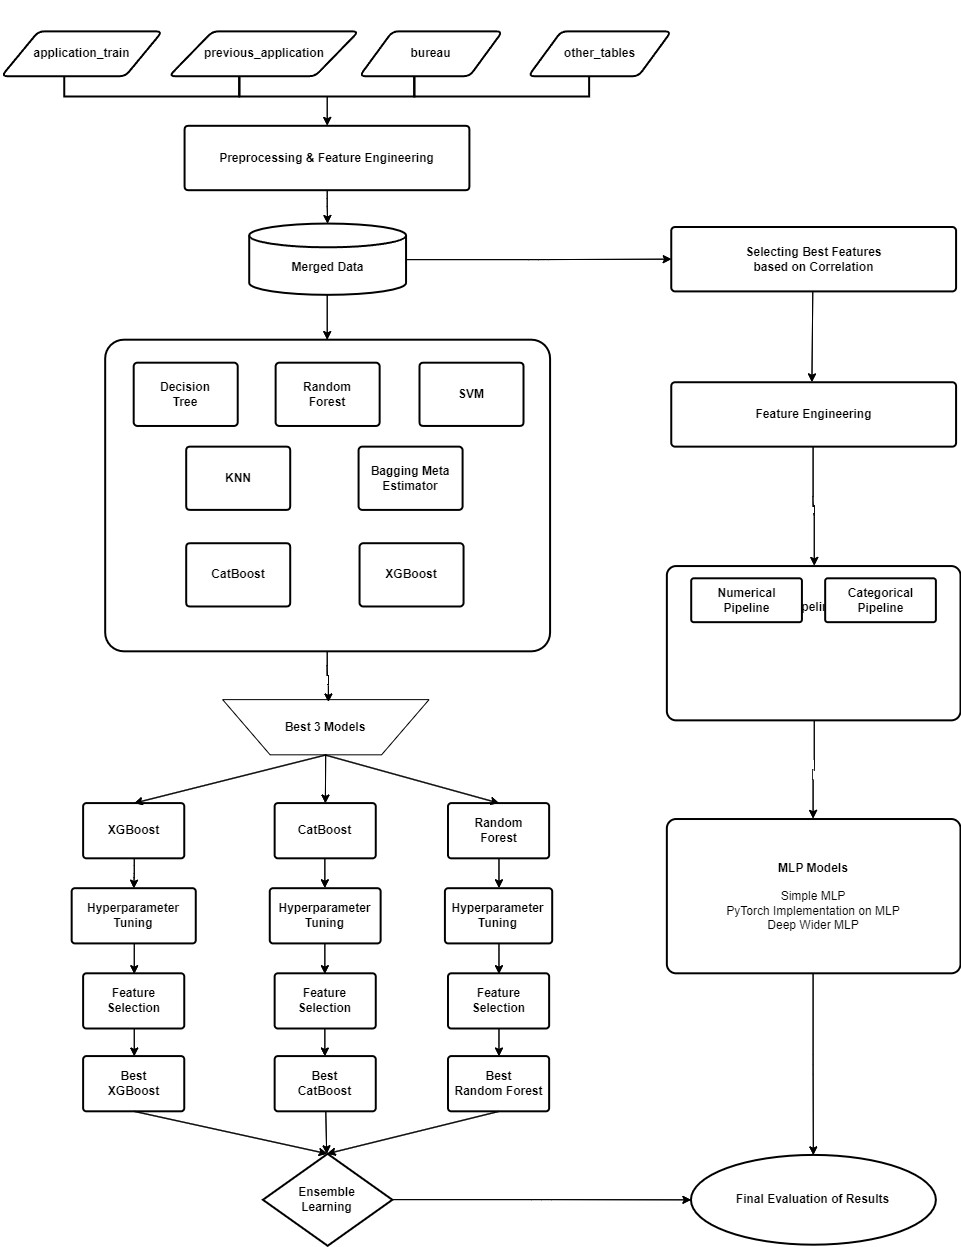 application_train
previous_application
bureau
other_tables
Preprocessing & Feature Engineering
Merged Data
Selecting Best Features
based on Correlation
Decision
Tree
Random
Forest
SVM
Feature Engineering
KNN
Bagging Meta
Estimator
CatBoost
XGBoost
Numerical
Pipeline
Categorical
Pipeline
Best 3 Models
XGBoost
CatBoost
Random
Forest
MLP Models
Simple MLP
PyTorch Implementation on MLP
Deep Wider MLP
Hyperparameter
Tuning
Hyperparameter
Tuning
Hyperparameter
Tuning
Feature
Selection
Feature
Selection
Feature
Selection
Best
XGBoost
Best
CatBoost
Best
Random Forest
Ensemble
Learning
Final Evaluation of Results